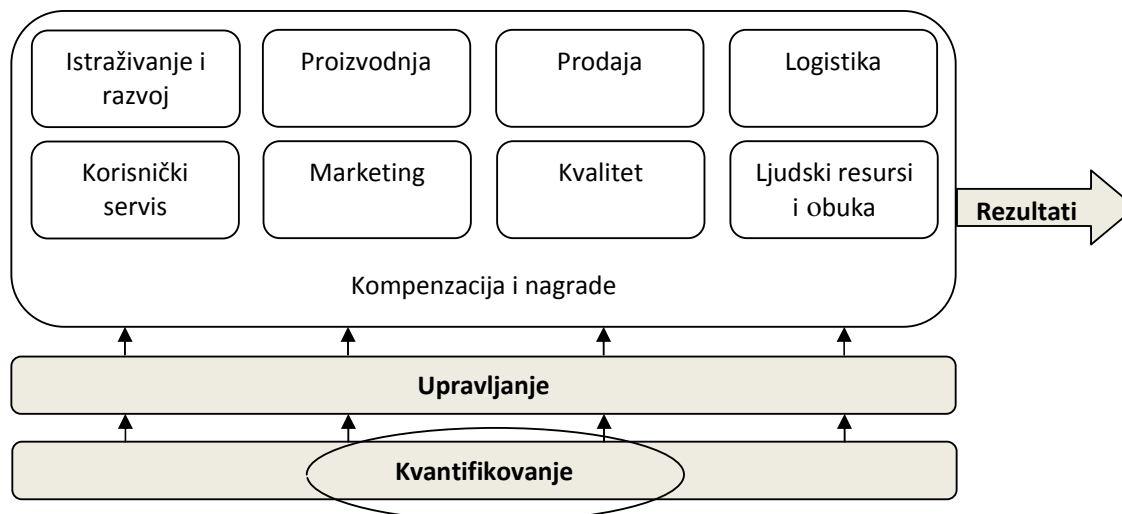 Istraživanje i
razvoj
Proizvodnja
Prodaja
Logistika
Korisnički
servis
Marketing
Kvalitet
Ljudski resursi
i obuka
Rezultati
Kompenzacija i nagrade
Upravljanje
Kvantifikovanje